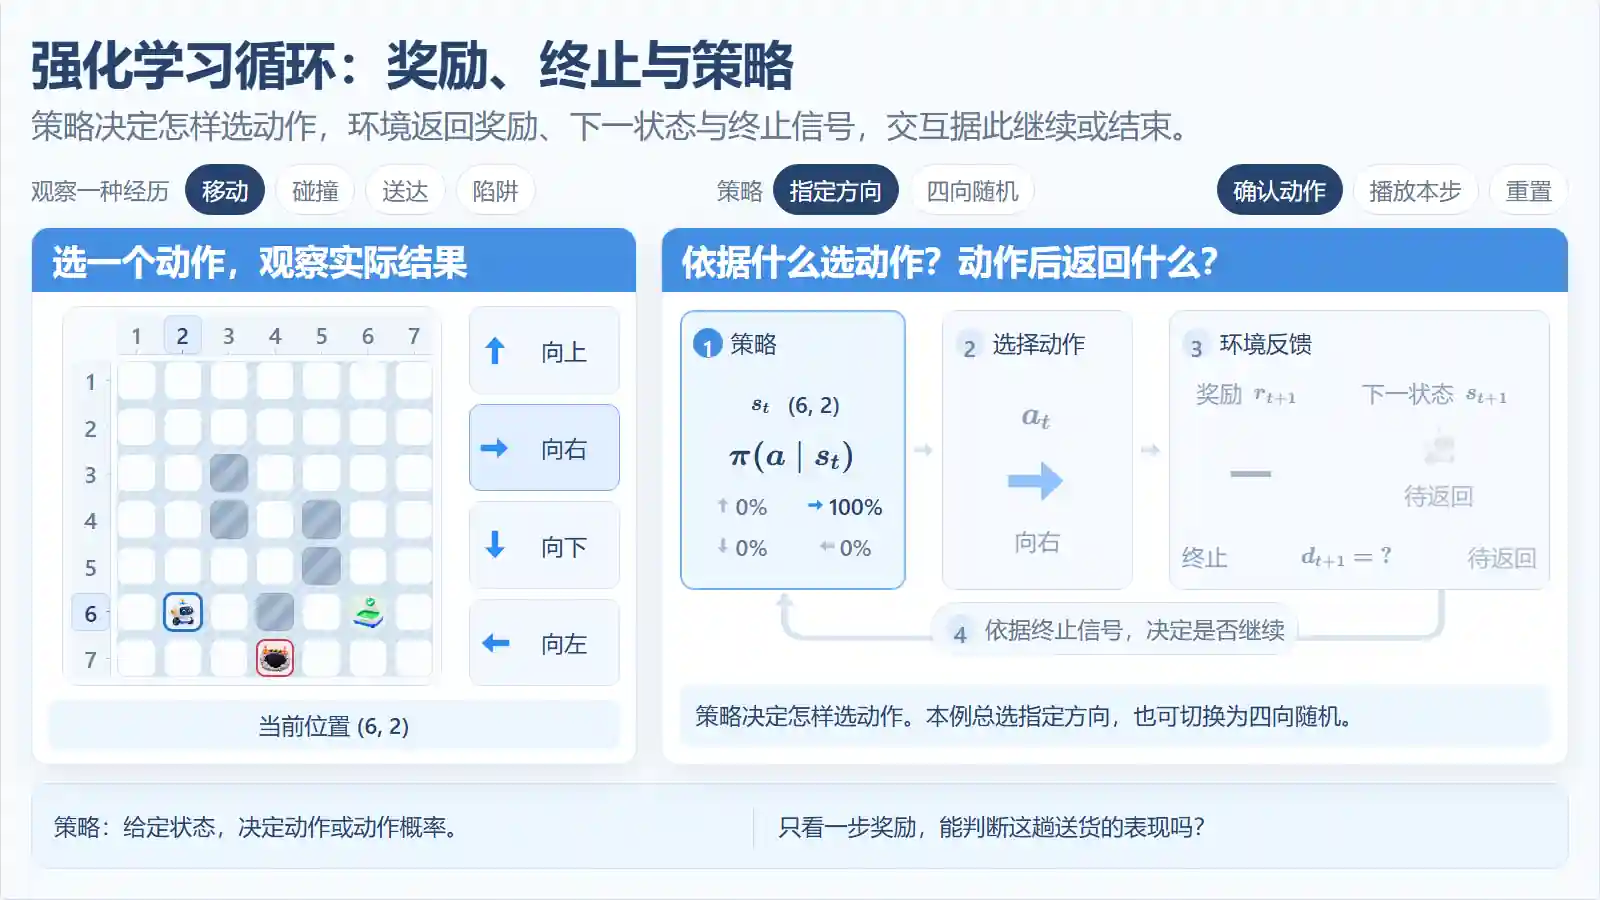 强化学习循环：奖励、终止与策略
策略决定怎样选动作，环境返回奖励、下一状态与终止信号，交互据此继续或结束。
观察一种经历 移动 碰撞 送达 陷阱 策略 指定方向 四向随机 确认动作 播放本步 重置
选一个动作，观察实际结果
1 2 3 4 5 6 7
1
2
3
4
5
6
7
向上
向右
向下
向左
当前位置 (6, 2)
依据什么选动作？动作后返回什么？
1 策略
s_t (6, 2)
π(a | s_t)
↑ 0% → 100%
↓ 0% ← 0%
2 选择动作
a_t
向右
3 环境反馈
奖励 r_{t+1} 下一状态 s_{t+1}
—
待返回
终止 d_{t+1} = ? 待返回
4 依据终止信号，决定是否继续
策略决定怎样选动作。本例总选指定方向，也可切换为四向随机。
策略：给定状态，决定动作或动作概率。
只看一步奖励，能判断这趟送货的表现吗？